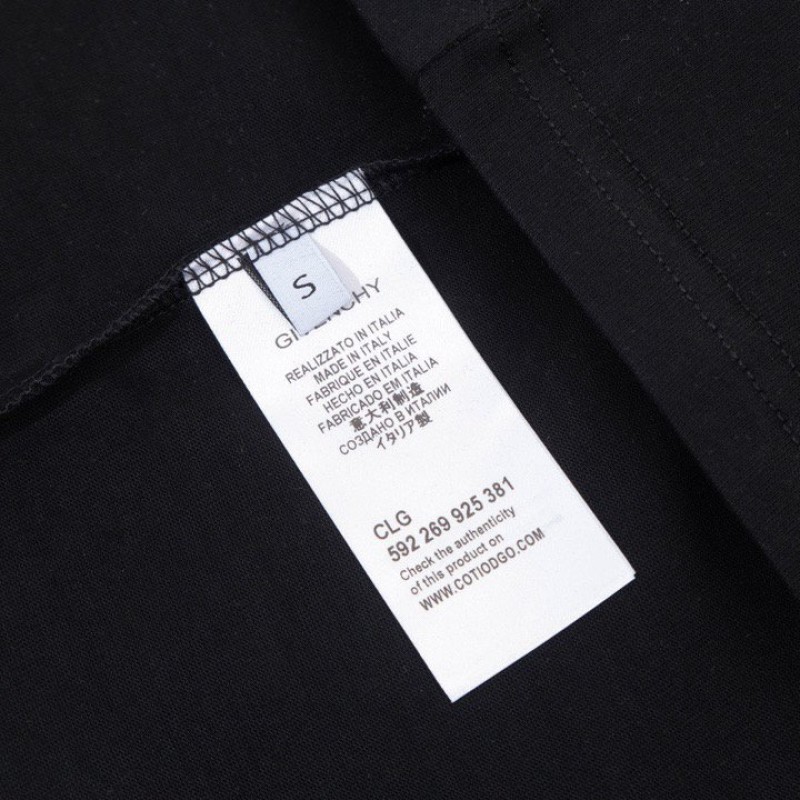 S
GIVENCHY
REALIZZATO IN ITALIA
MADE IN ITALY
FABRIQUE EN ITALIE
HECHO EN ITALIA
FABRICADO EM ITALIA
意大利制造
СОЗДАНО В ИТАЛИИ
イタリア製
CLG
592 269 925 381
Check the authenticity
of this product on
WWW.COTIODGO.COM